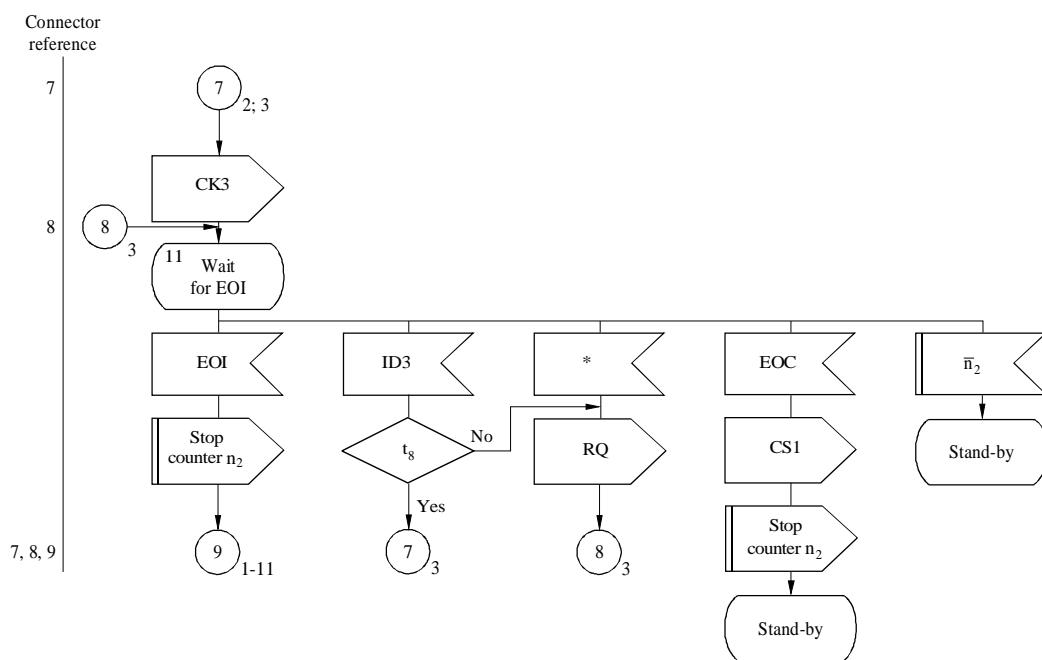 Connector
reference
7
7
2; 3
CK3
8
8
3
11
Wait
for EOI
EOI
ID3
*
EOC
n̅₂
Stop
counter n₂
t₈
No
RQ
CS1
Stand-by
Yes
7, 8, 9
9
1-11
7
3
8
3
Stop
counter n₂
Stand-by